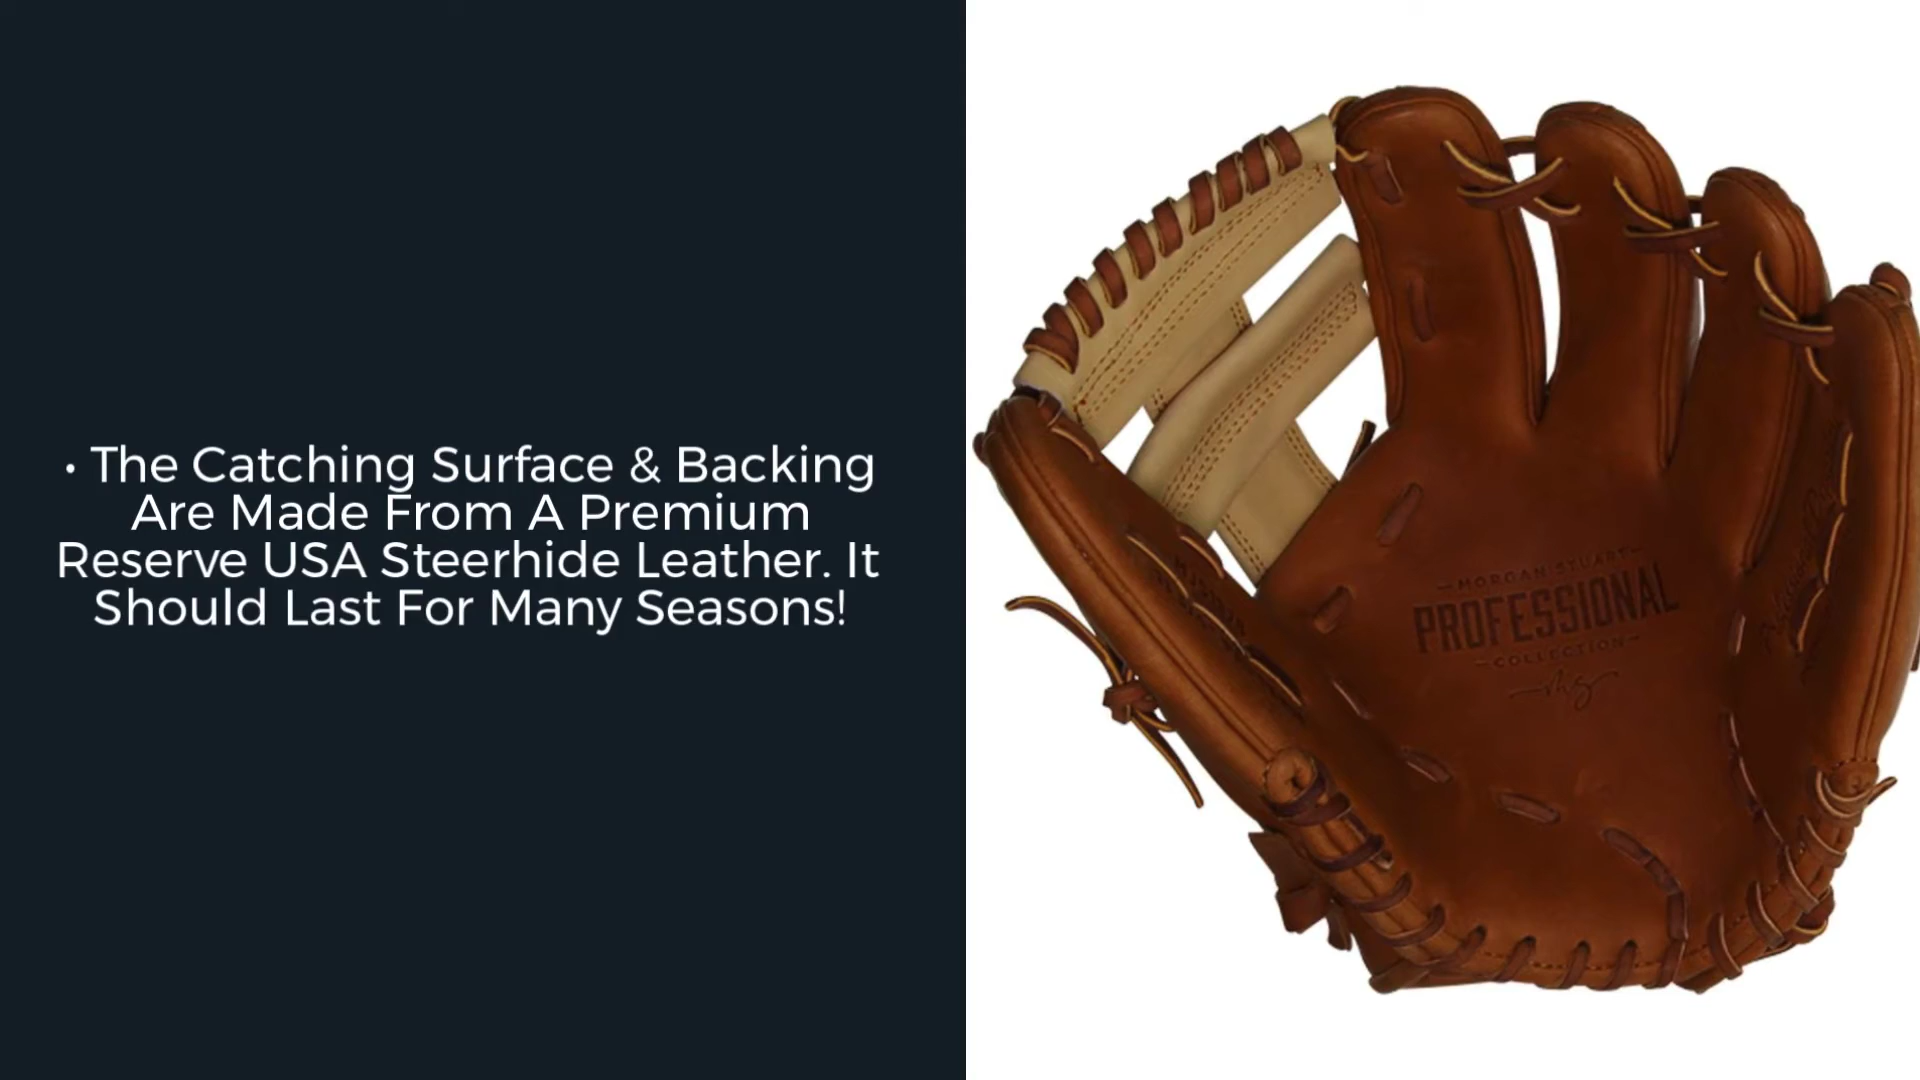 • The Catching Surface & Backing
Are Made From A Premium
Reserve USA Steerhide Leather. It
Should Last For Many Seasons!
MORGAN STUART
PROFESSIONAL
COLLECTION